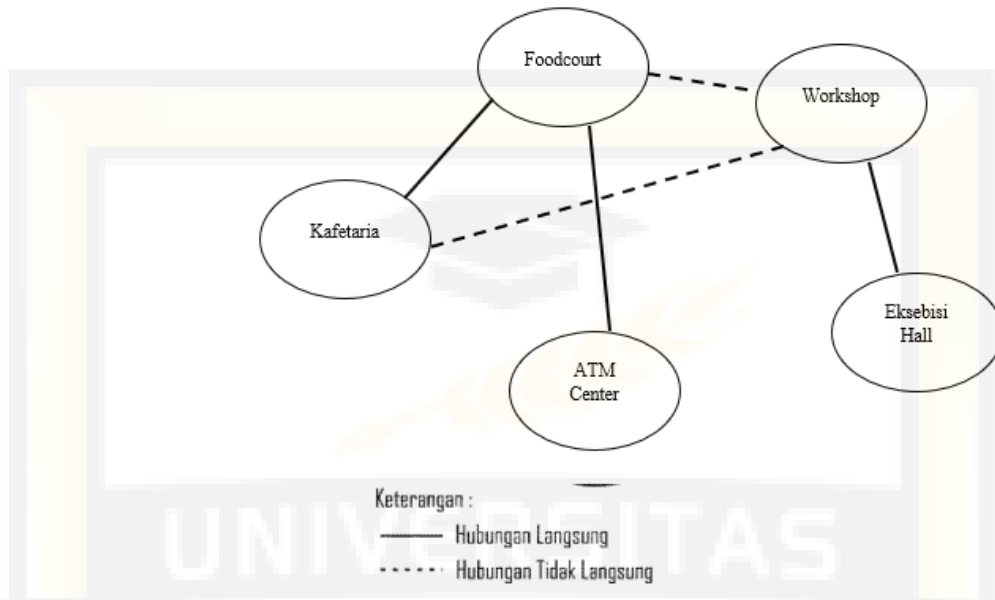 Foodcourt
Workshop
Kafetaria
Eksebisi
Hall
ATM
Center
Keterangan :
Hubungan Langsung
Hubungan Tidak Langsung
UNIVERSITAS